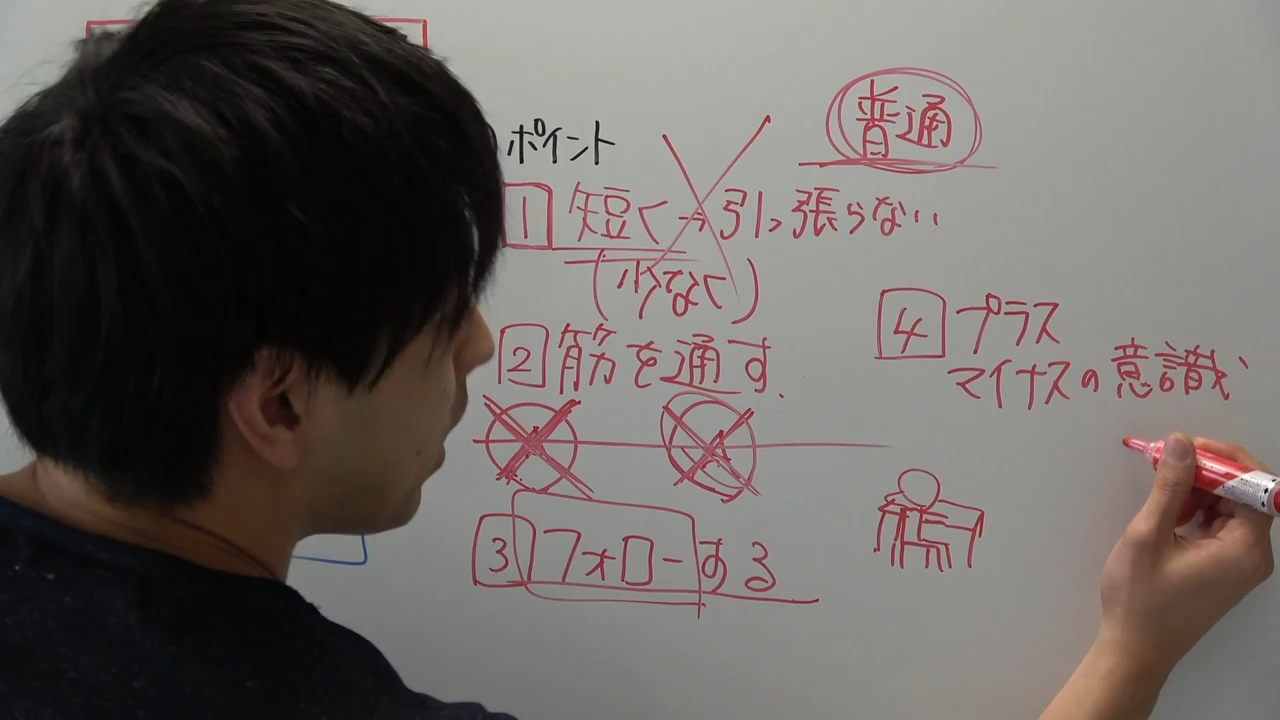 ポイント
普通
1 短く→引っ張らない
(少なく)
2 筋を通す
3 フォローする
4 プラス
マイナスの意識